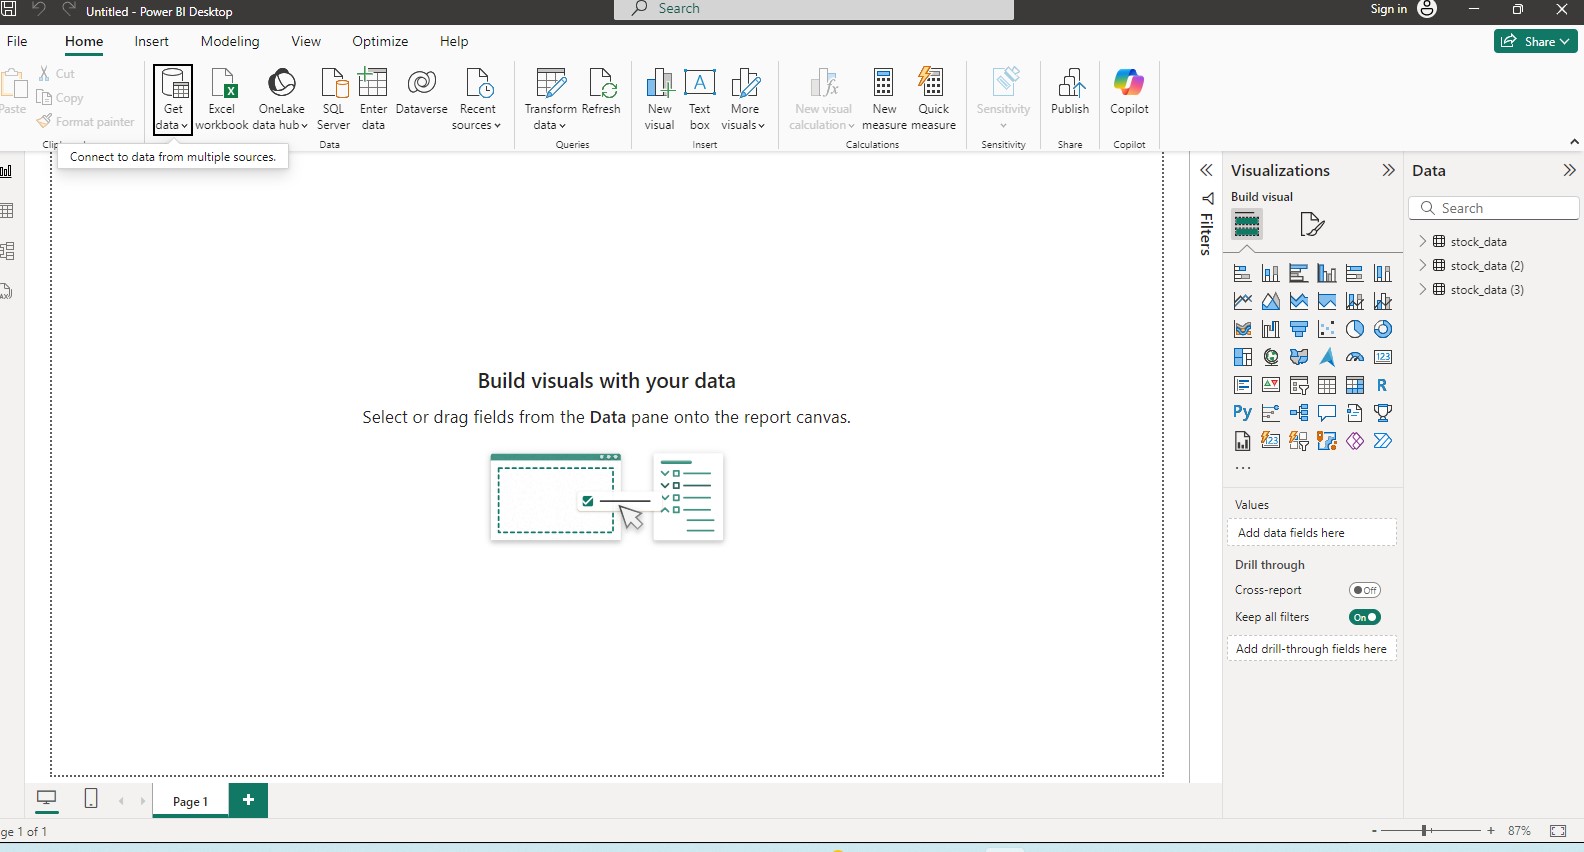 Untitled - Power BI Desktop
Search
Sign in
File
Home
Insert
Modeling
View
Optimize
Help
Share
Paste
Cut
Copy
Format painter
Get data
Excel workbook
OneLake data hub
SQL Server
Enter data
Dataverse
Recent sources
Transform data
Refresh
New visual
Text box
More visuals
New visual calculation
New measure
Quick measure
Sensitivity
Publish
Copilot
Data
Queries
Insert
Calculations
Sensitivity
Share
Copilot
Connect to data from multiple sources.
Build visuals with your data
Select or drag fields from the Data pane onto the report canvas.
Filters
Visualizations
Build visual
123
R
Py
123
Values
Add data fields here
Drill through
Cross-report
Off
Keep all filters
On
Add drill-through fields here
Data
Search
stock_data
stock_data (2)
stock_data (3)
Page 1
ge 1 of 1
- + 87%